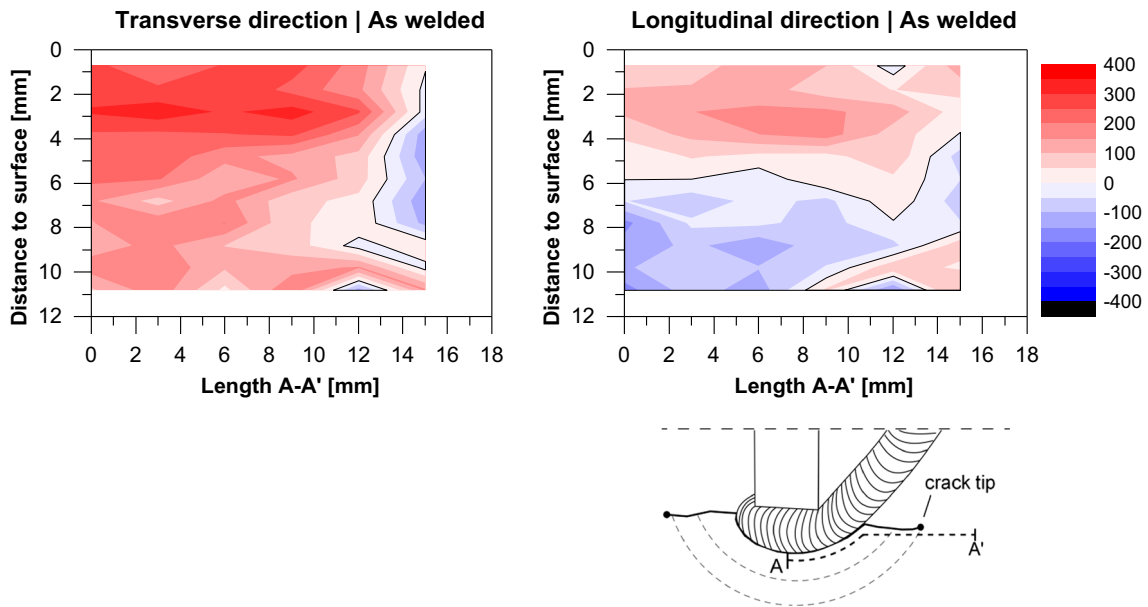 Transverse direction | As welded
Longitudinal direction | As welded
Distance to surface [mm]
0
2
4
6
8
10
12
0 2 4 6 8 10 12 14 16 18
Length A-A' [mm]
Distance to surface [mm]
0
2
4
6
8
10
12
0 2 4 6 8 10 12 14 16 18
Length A-A' [mm]
400
300
200
100
0
-100
-200
-300
-400
crack tip
A
A'